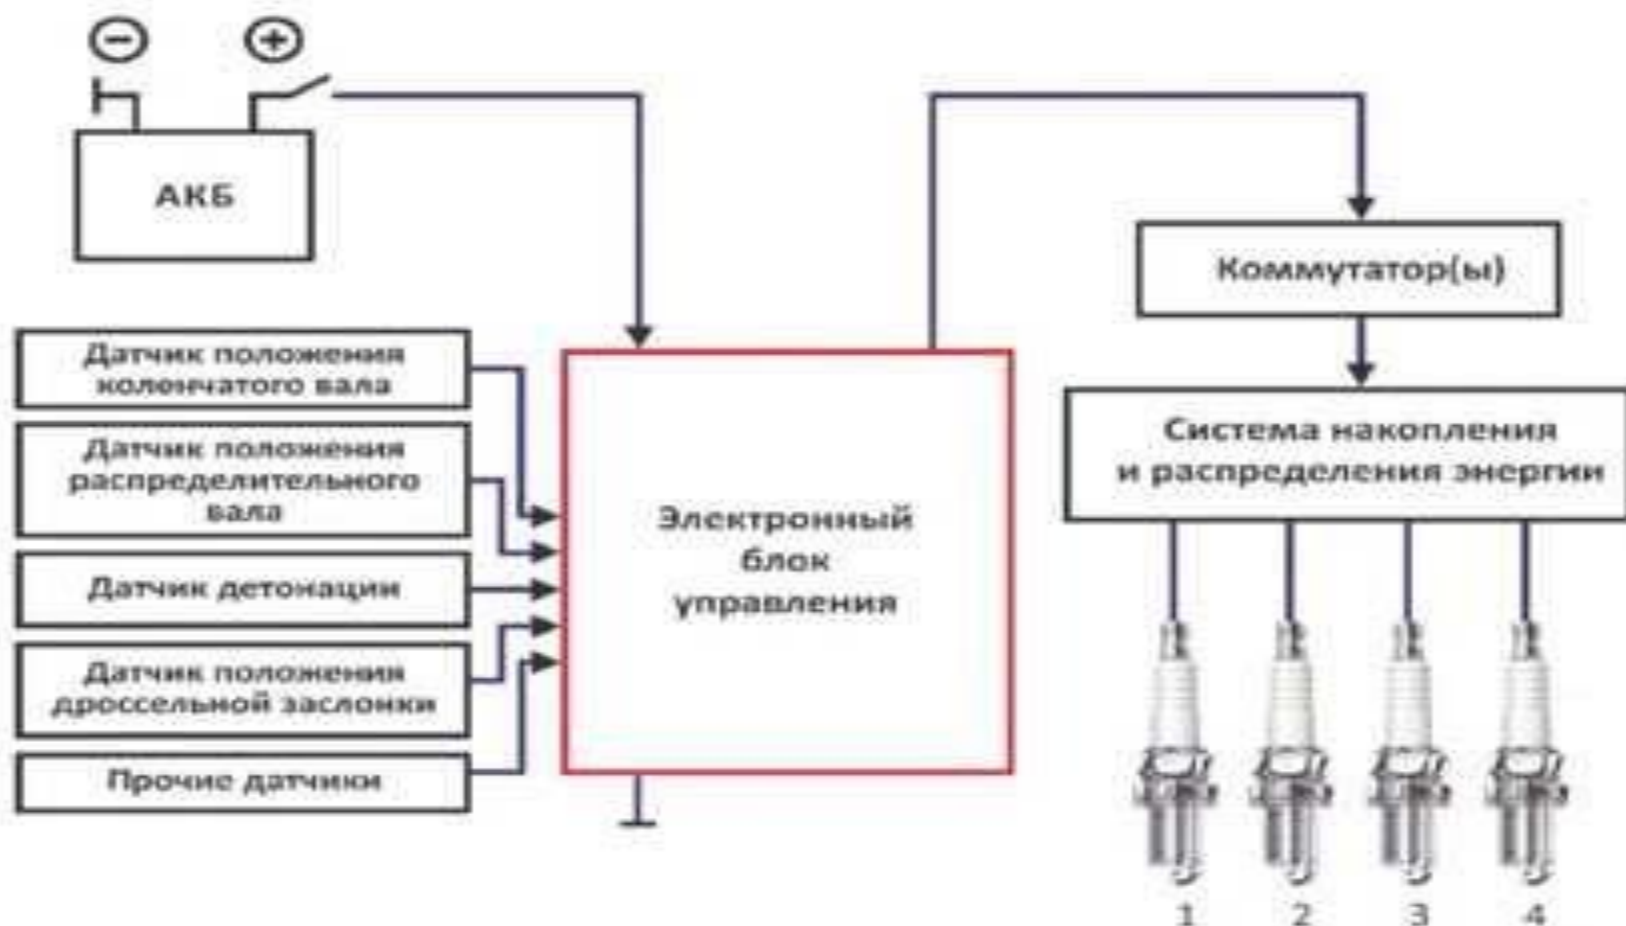 − +
АКБ
Датчик положения
коленчатого вала
Датчик положения
распределительного
вала
Датчик детонации
Датчик положения
дроссельной заслонки
Прочие датчики
Электронный
блок
управления
Коммутатор(ы)
Система накопления
и распределения энергии
1 2 3 4